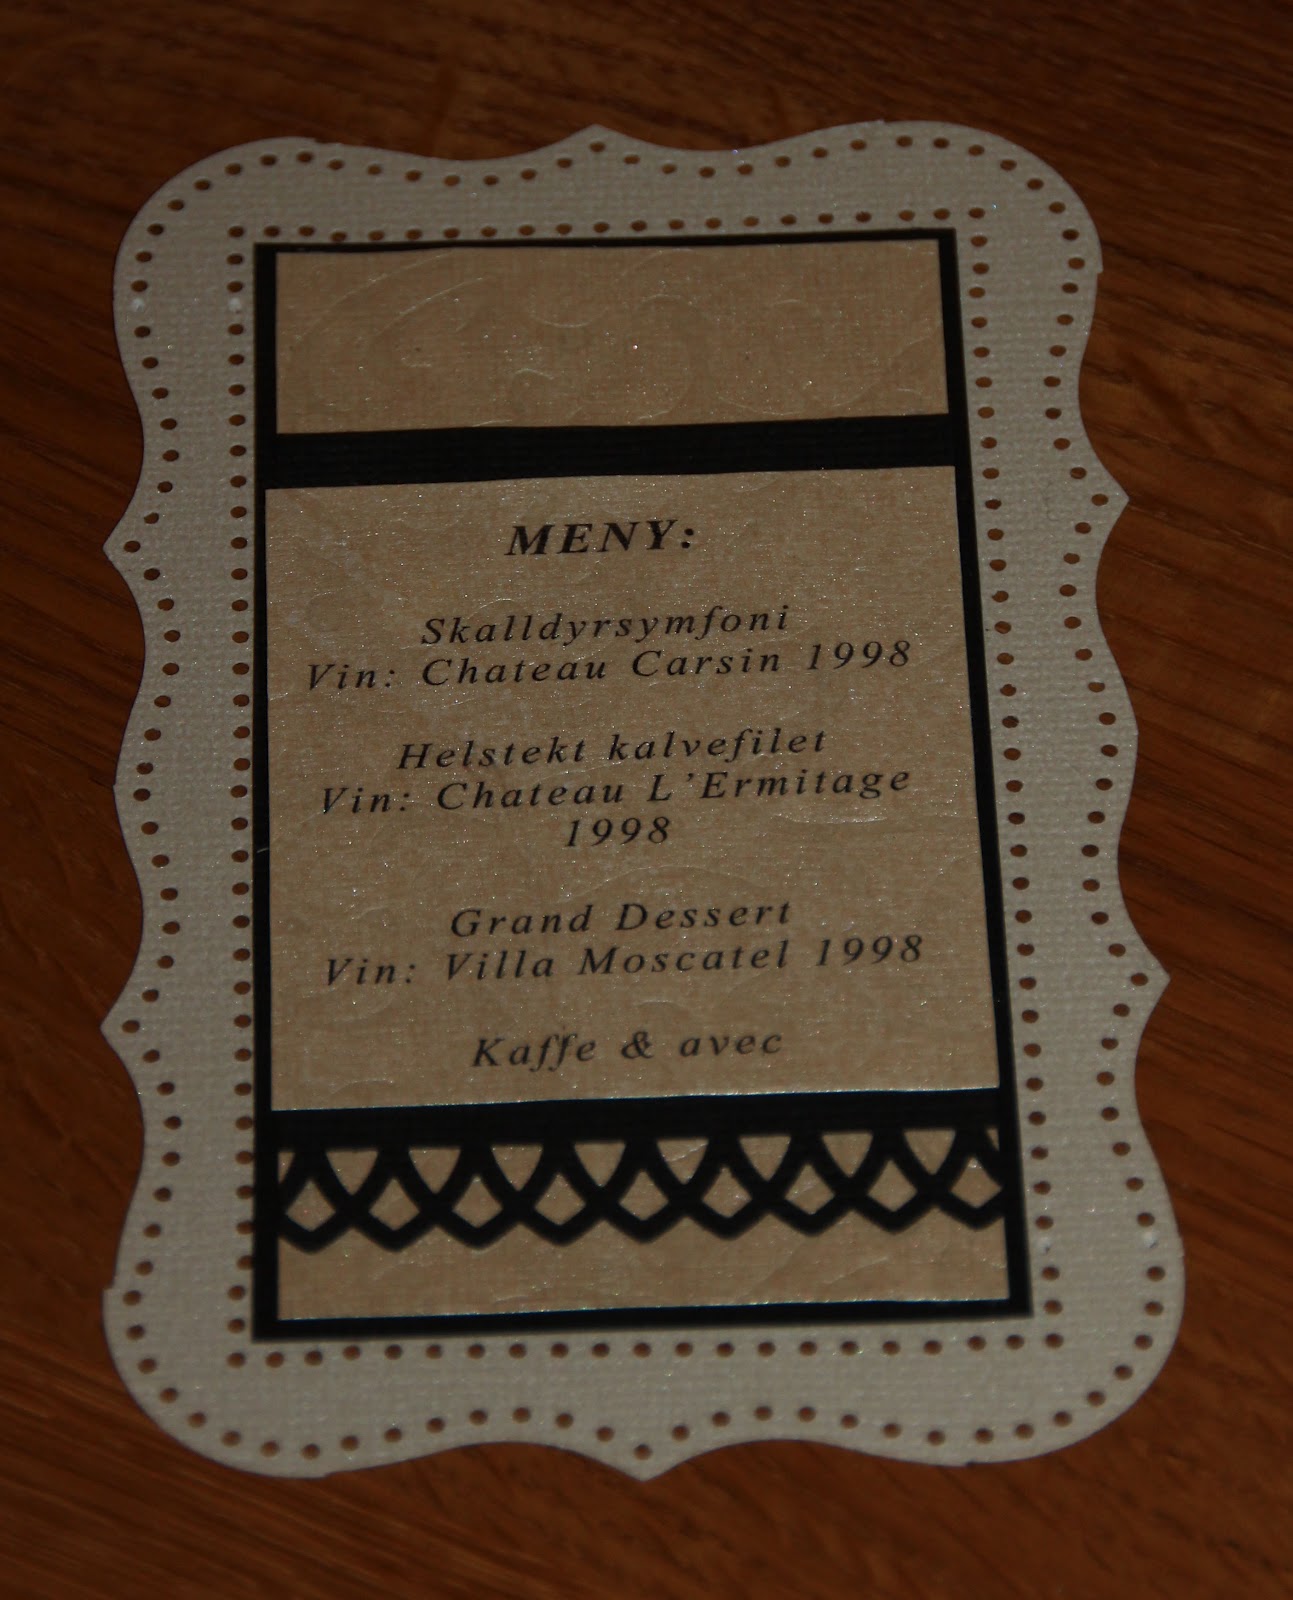 MENY:
Skalldyrsymfoni
Vin: Chateau Carsin 1998
Helstekt kalvefilet
Vin: Chateau L'Ermitage
1998
Grand Dessert
Vin: Villa Moscatel 1998
Kaffe & avec